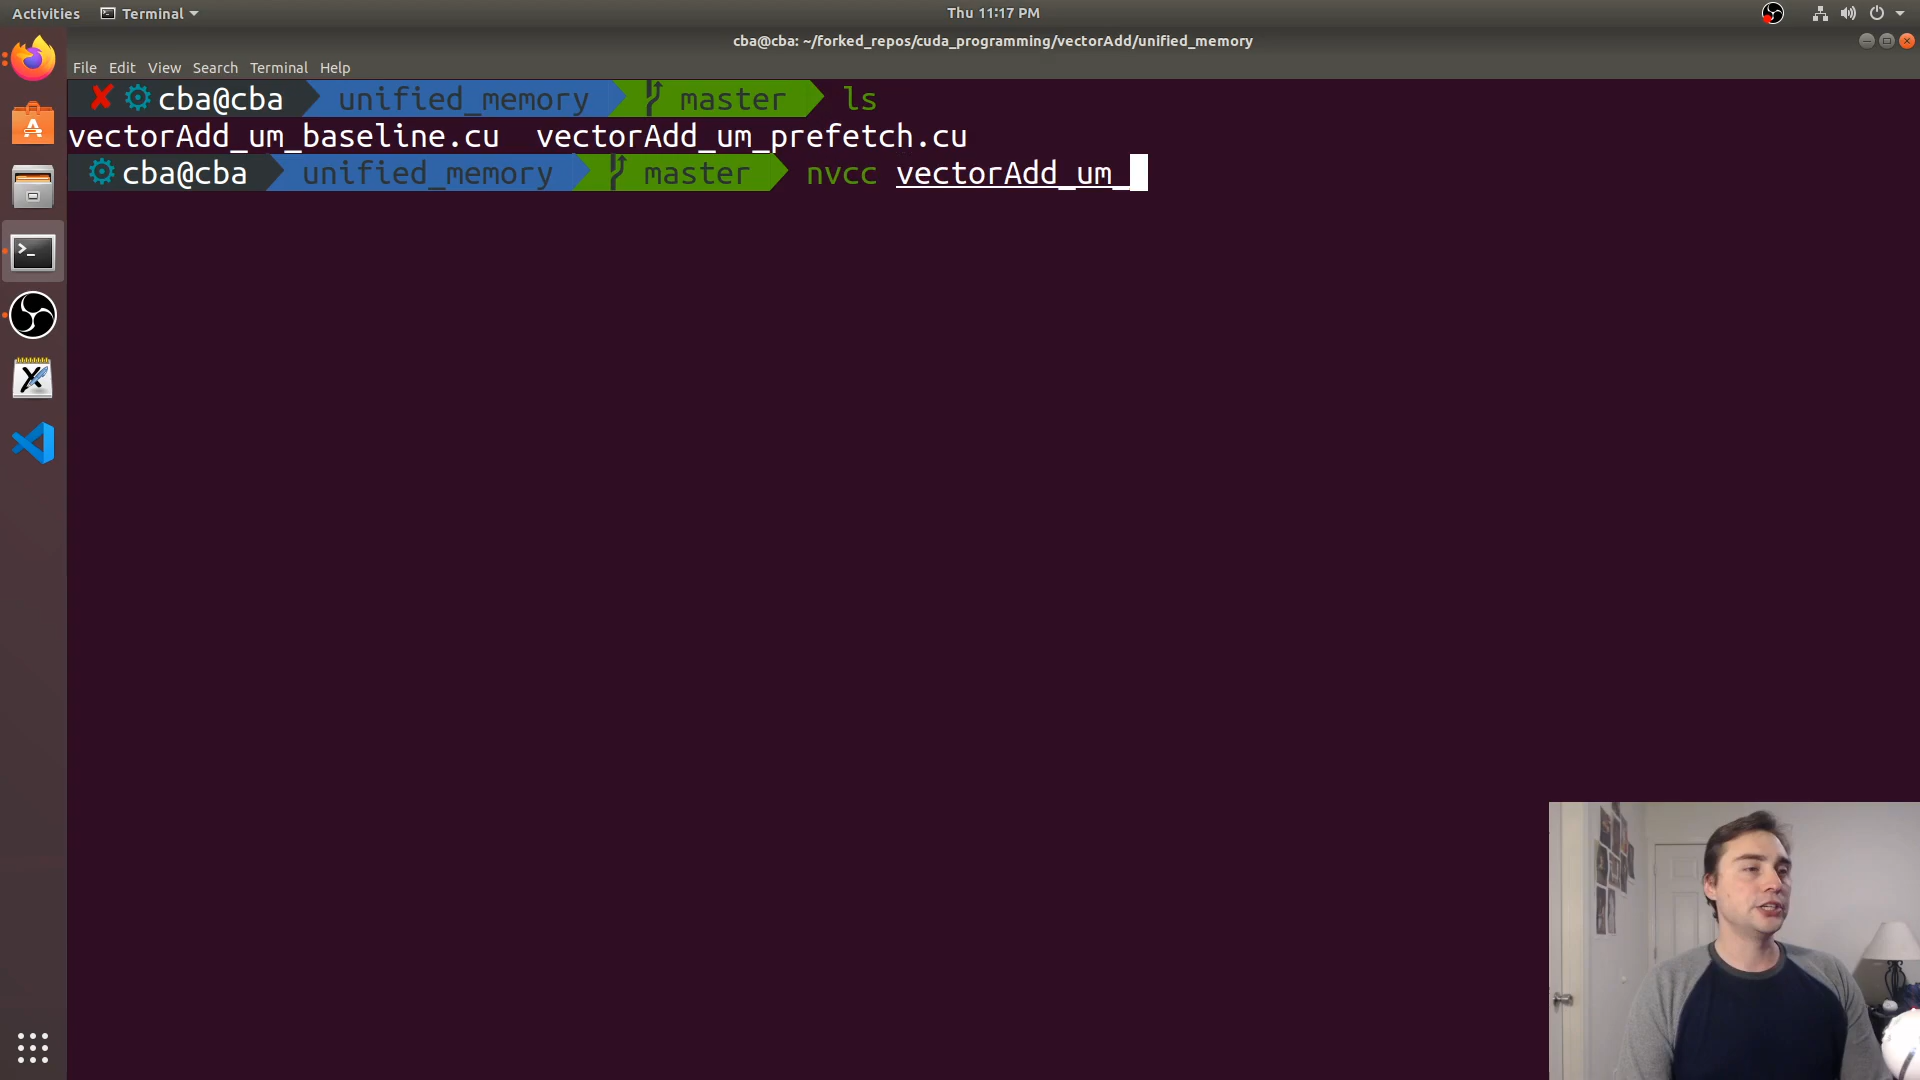 Activities Terminal Thu 11:17 PM
cba@cba: ~/forked_repos/cuda_programming/vectorAdd/unified_memory
File Edit View Search Terminal Help
✘ ⚙ cba@cba unified_memory master ls
vectorAdd_um_baseline.cu vectorAdd_um_prefetch.cu
⚙ cba@cba unified_memory master nvcc vectorAdd_um_